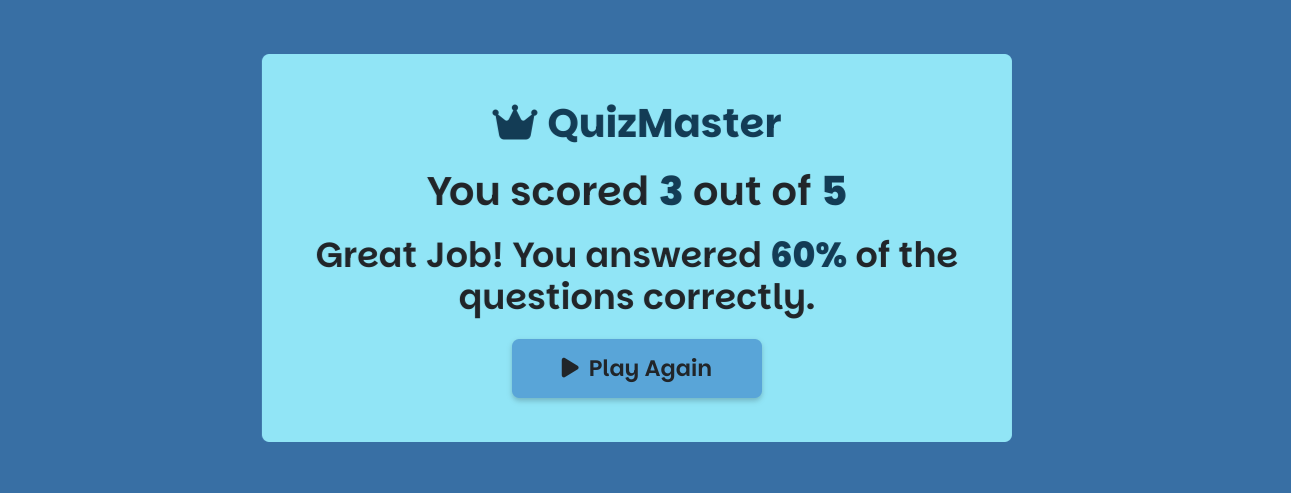 QuizMaster
You scored 3 out of 5
Great Job! You answered 60% of the
questions correctly.
Play Again